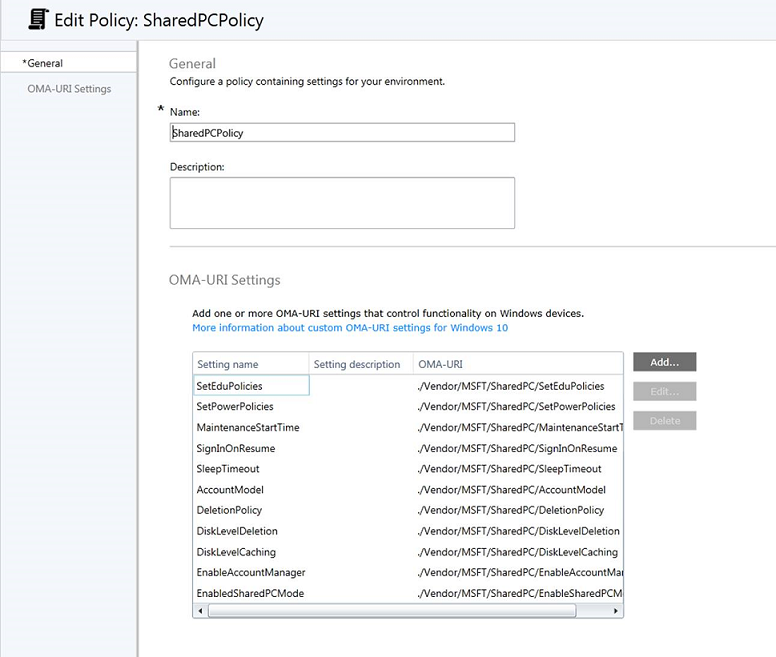 Edit Policy: SharedPCPolicy
*General
OMA-URI Settings
General
Configure a policy containing settings for your environment.
* Name:
SharedPCPolicy
Description:
OMA-URI Settings
Add one or more OMA-URI settings that control functionality on Windows devices.
More information about custom OMA-URI settings for Windows 10
Setting name Setting description OMA-URI
Add...
SetEduPolicies ./Vendor/MSFT/SharedPC/SetEduPolicies
Edit...
SetPowerPolicies ./Vendor/MSFT/SharedPC/SetPowerPolicies
Delete
MaintenanceStartTime ./Vendor/MSFT/SharedPC/MaintenanceStartT
SignInOnResume ./Vendor/MSFT/SharedPC/SignInOnResume
SleepTimeout ./Vendor/MSFT/SharedPC/SleepTimeout
AccountModel ./Vendor/MSFT/SharedPC/AccountModel
DeletionPolicy ./Vendor/MSFT/SharedPC/DeletionPolicy
DiskLevelDeletion ./Vendor/MSFT/SharedPC/DiskLevelDeletion
DiskLevelCaching ./Vendor/MSFT/SharedPC/DiskLevelCaching
EnableAccountManager ./Vendor/MSFT/SharedPC/EnableAccountMa
EnabledSharedPCMode ./Vendor/MSFT/SharedPC/EnableSharedPCM